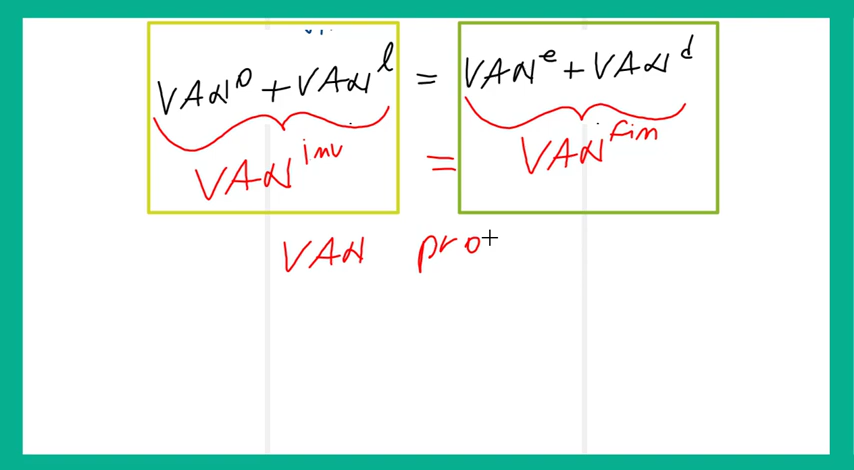 VAN^o + VAN^l = VAN^e + VAN^d
VAN^inv = VAN^fin
VAN pro